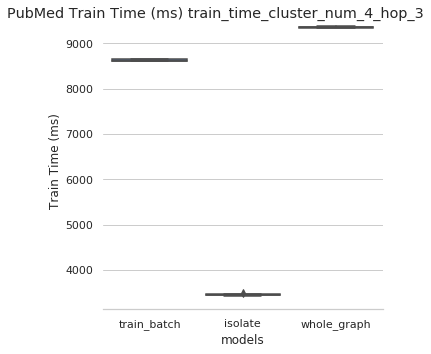 PubMed Train Time (ms) train_time_cluster_num_4_hop_3
9000
8000
7000
6000
5000
4000
Train Time (ms)
train_batch isolate whole_graph
models